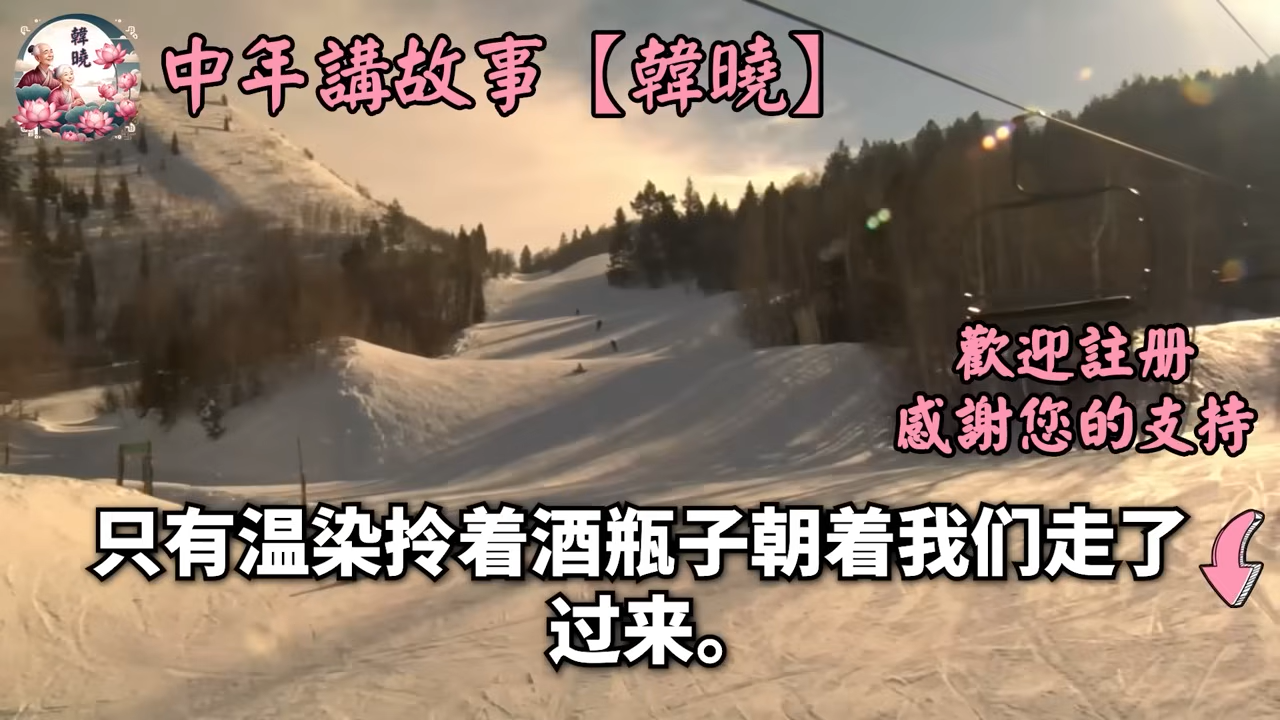 韓曉
中年講故事【韓曉】
歡迎註册
感謝您的支持
只有温染拎着酒瓶子朝着我们走了
过来。